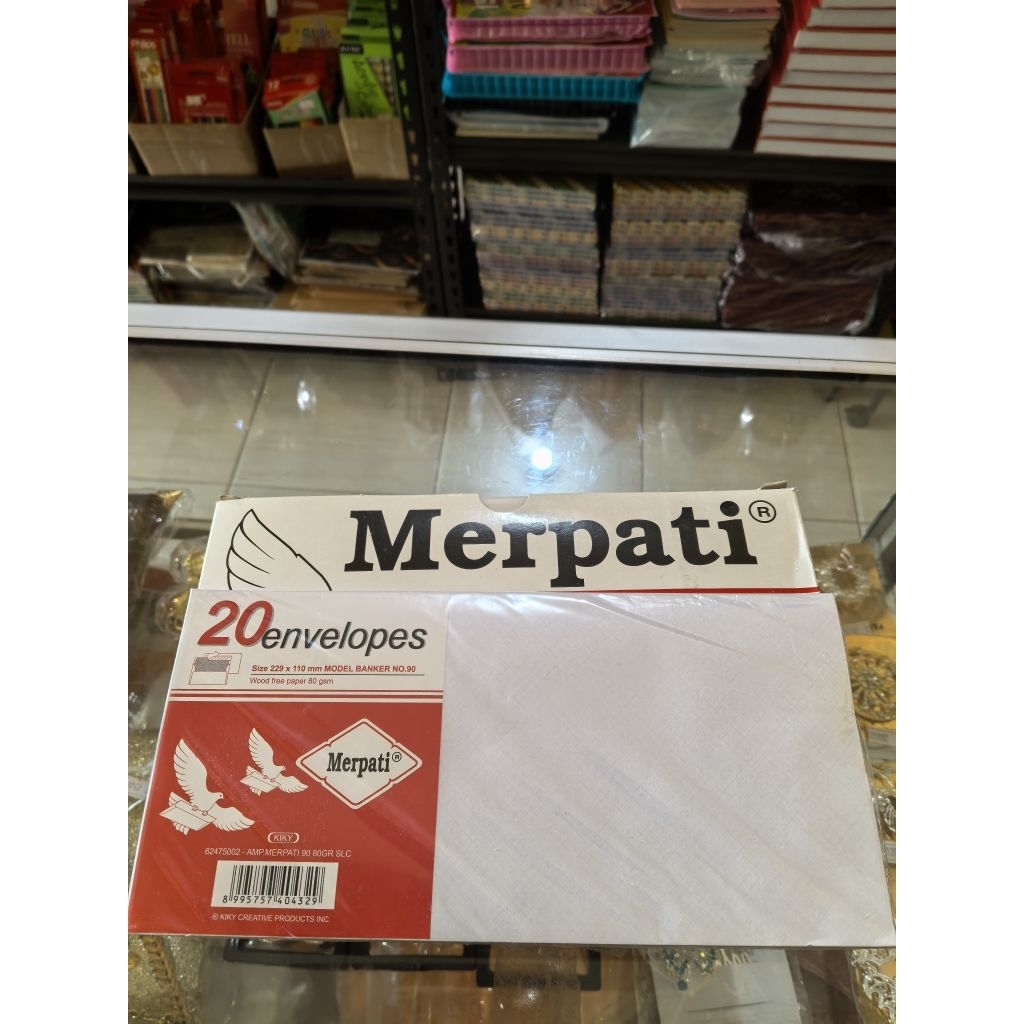 Merpati®
20envelopes
Size 229 x 110 mm MODEL BANKER NO.90
Wood free paper 80 gsm
Merpati®
KIKY
62475002 - AMP.MERPATI 90 80GR SLC
8 995757 404329
® KIKY CREATIVE PRODUCTS INC.